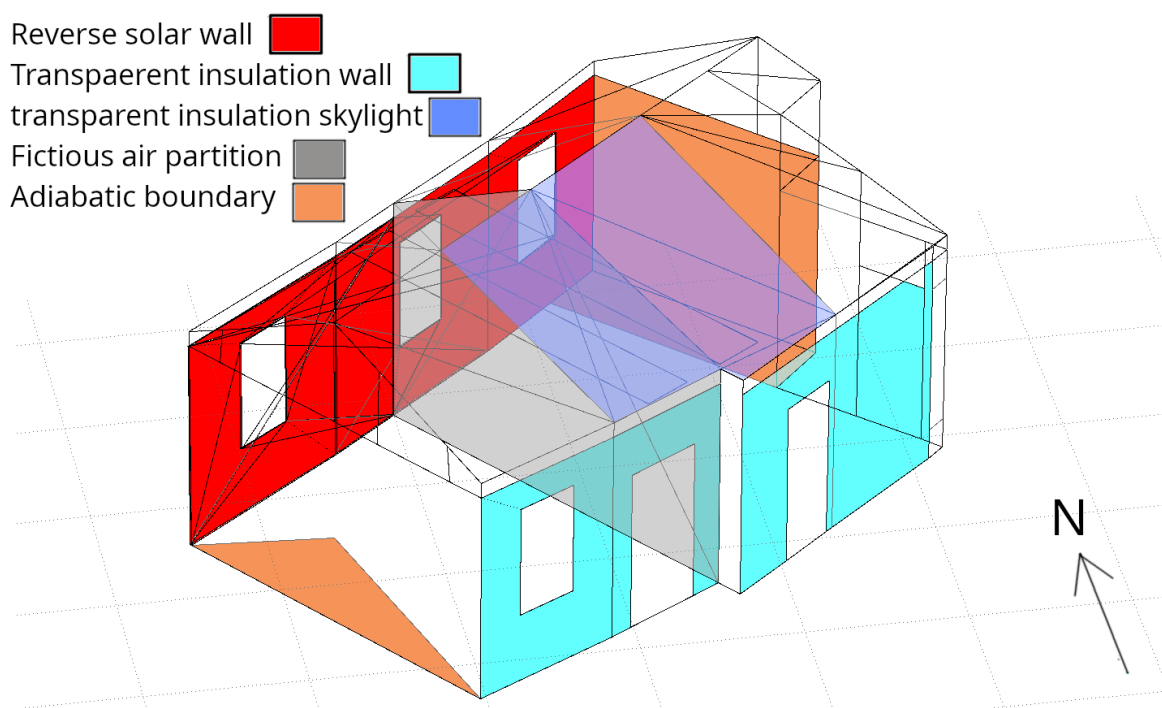 Reverse solar wall
Transpaerent insulation wall
transparent insulation skylight
Fictious air partition
Adiabatic boundary
N